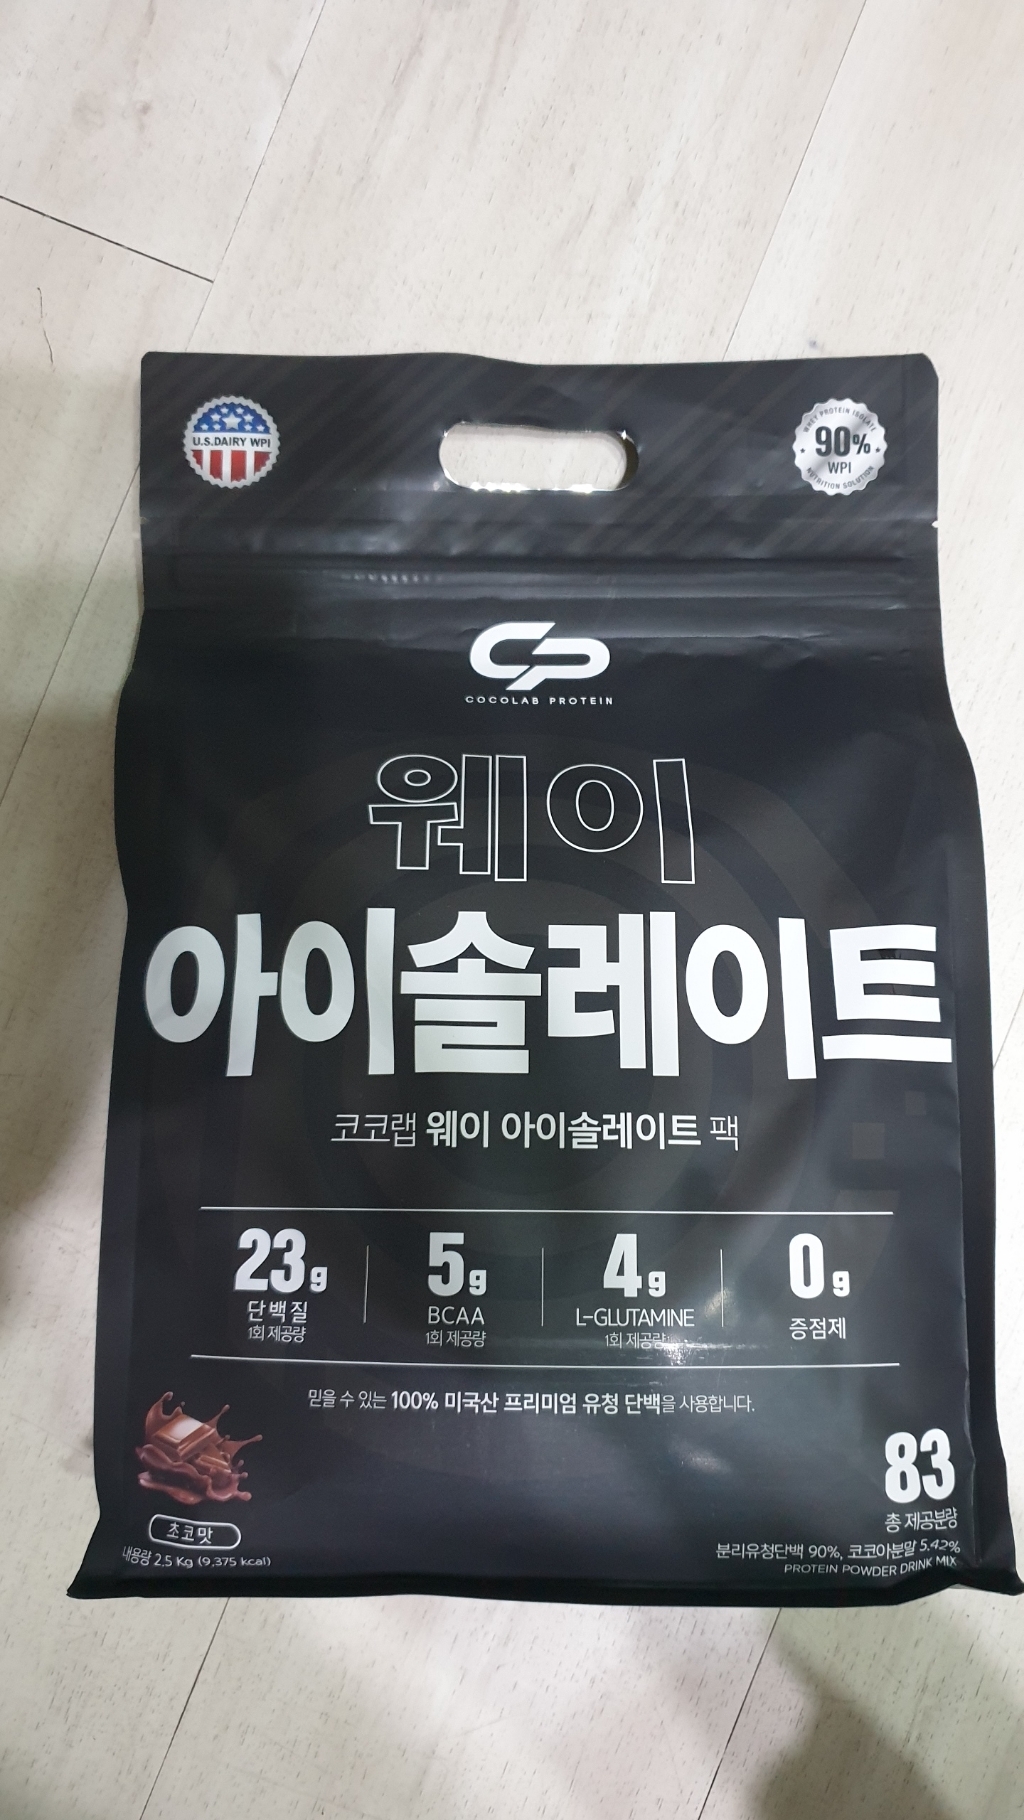 U.S.DAIRY WPI
WHEY PROTEIN ISOLATE
90%
WPI
NUTRITION SOLUTION
CP
COCOLAB PROTEIN
웨이
아이솔레이트
코코랩 웨이 아이솔레이트 팩
23g 5g 4g 0g
단백질 BCAA L-GLUTAMINE 증점제
1회 제공량 1회 제공량 1회 제공량
믿을 수 있는 100% 미국산 프리미엄 유청 단백을 사용합니다.
83
총 제공분량
초코맛
내용량 2.5 Kg (9,375 kcal)
분리유청단백 90%, 코코아분말 5.42%
PROTEIN POWDER DRINK MIX